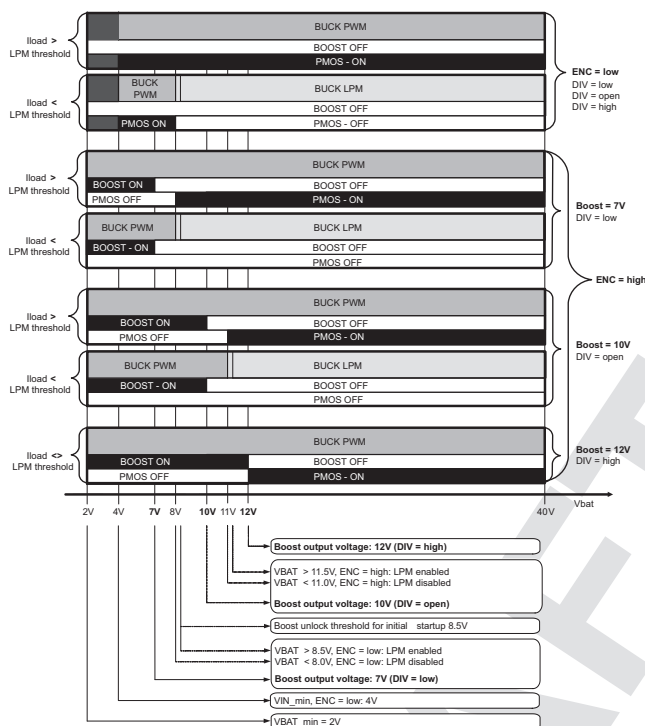 Iload >
LPM threshold
BUCK PWM
BOOST OFF
PMOS - ON
Iload <
LPM threshold
BUCK
PWM
BUCK LPM
BOOST OFF
PMOS ON
PMOS - OFF
ENC = low
DIV = low
DIV = open
DIV = high
Iload >
LPM threshold
BUCK PWM
BOOST ON
BOOST OFF
PMOS OFF
PMOS - ON
Iload <
LPM threshold
BUCK PWM
BUCK LPM
BOOST - ON
BOOST OFF
PMOS OFF
Boost = 7V
DIV = low
ENC = high
Iload >
LPM threshold
BUCK PWM
BOOST ON
BOOST OFF
PMOS OFF
PMOS - ON
Iload <
LPM threshold
BUCK PWM
BUCK LPM
BOOST - ON
BOOST OFF
PMOS OFF
Boost = 10V
DIV = open
Iload <>
LPM threshold
BUCK PWM
BOOST ON
BOOST OFF
PMOS OFF
PMOS - ON
Boost = 12V
DIV = high
2V 4V 7V 8V 10V 11V 12V 40V Vbat
Boost output voltage: 12V (DIV = high)
VBAT > 11.5V, ENC = high: LPM enabled
VBAT < 11.0V, ENC = high: LPM disabled
Boost output voltage: 10V (DIV = open)
Boost unlock threshold for initial startup 8.5V
VBAT > 8.5V, ENC = low: LPM enabled
VBAT < 8.0V, ENC = low: LPM disabled
Boost output voltage: 7V (DIV = low)
VIN_min, ENC = low: 4V
VBAT_min = 2V